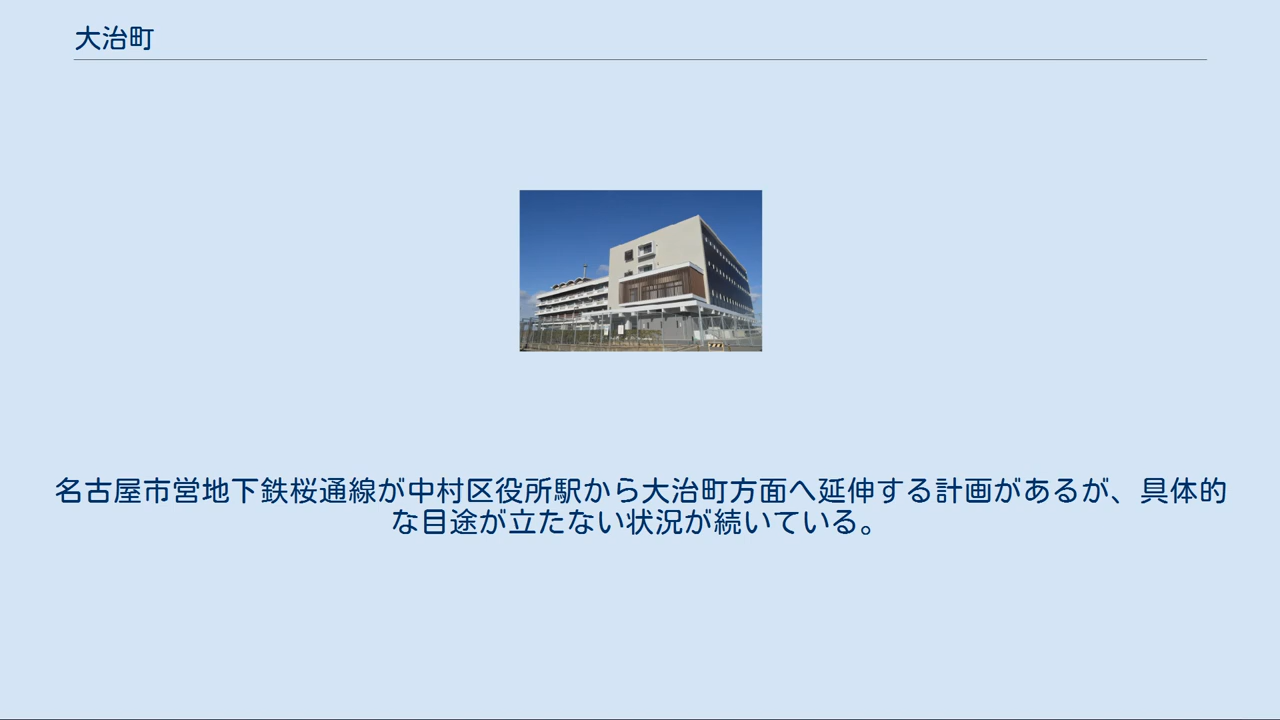 大治町
名古屋市営地下鉄桜通線が中村区役所駅から大治町方面へ延伸する計画があるが、具体的
な目途が立たない状況が続いている。